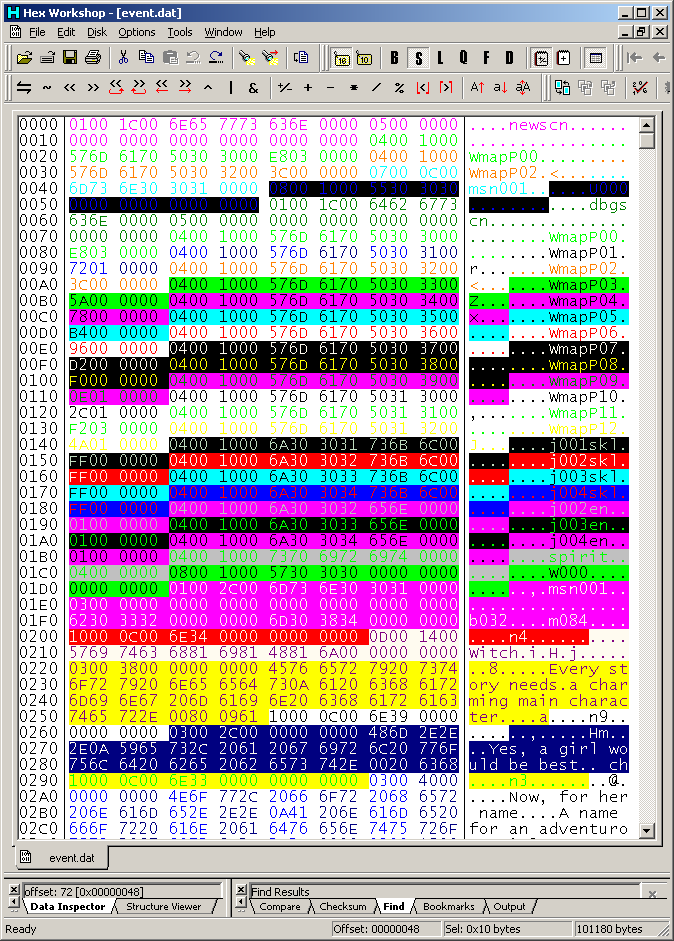 Hex Workshop - [event.dat]
File Edit Disk Options Tools Window Help
B S L Q F D
0000 0100 1C00 6E65 7773 636E 0000 0500 0000 ....newscn......
0010 0000 0000 0000 0000 0000 0000 0400 1000 ................
0020 576D 6170 5030 3000 E803 0000 0400 1000 WmapP00.........
0030 576D 6170 5030 3200 3C00 0000 0700 0C00 WmapP02.<.......
0040 6D73 6E30 3031 0000 0800 1000 5530 3030 msn001......U000
0050 0000 0000 0000 0000 0100 1C00 6462 6773 ............dbgs
0060 636E 0000 0500 0000 0000 0000 0000 0000 cn..............
0070 0000 0000 0400 1000 576D 6170 5030 3000 ........WmapP00.
0080 E803 0000 0400 1000 576D 6170 5030 3100 ........WmapP01.
0090 7201 0000 0400 1000 576D 6170 5030 3200 r.......WmapP02.
00A0 3C00 0000 0400 1000 576D 6170 5030 3300 <.......WmapP03.
00B0 5A00 0000 0400 1000 576D 6170 5030 3400 Z.......WmapP04.
00C0 7800 0000 0400 1000 576D 6170 5030 3500 x.......WmapP05.
00D0 B400 0000 0400 1000 576D 6170 5030 3600 ........WmapP06.
00E0 9600 0000 0400 1000 576D 6170 5030 3700 ........WmapP07.
00F0 D200 0000 0400 1000 576D 6170 5030 3800 ........WmapP08.
0100 F000 0000 0400 1000 576D 6170 5030 3900 ........WmapP09.
0110 0E01 0000 0400 1000 576D 6170 5031 3000 ........WmapP10.
0120 2C01 0000 0400 1000 576D 6170 5031 3100 ,.......WmapP11.
0130 F203 0000 0400 1000 576D 6170 5031 3200 ........WmapP12.
0140 4A01 0000 0400 1000 6A30 3031 736B 6C00 J.......j001skl.
0150 FF00 0000 0400 1000 6A30 3032 736B 6C00 ........j002skl.
0160 FF00 0000 0400 1000 6A30 3033 736B 6C00 ........j003skl.
0170 FF00 0000 0400 1000 6A30 3034 736B 6C00 ........j004skl.
0180 FF00 0000 0400 1000 6A30 3032 656E 0000 ........j002en..
0190 0100 0000 0400 1000 6A30 3033 656E 0000 ........j003en..
01A0 0100 0000 0400 1000 6A30 3034 656E 0000 ........j004en..
01B0 0100 0000 0400 1000 7370 6972 6974 0000 ........spirit..
01C0 0400 0000 0800 1000 5730 3030 0000 0000 ........W000....
01D0 0000 0000 0100 2C00 6D73 6E30 3031 0000 ......,.msn001..
01E0 0300 0000 0000 0000 0000 0000 0000 0000 ................
01F0 6230 3332 0000 0000 6D30 3834 0000 0000 b032....m084....
0200 1000 0C00 6E34 0000 0000 0000 0D00 1400 ....n4..........
0210 5769 7463 6881 6981 4881 6A00 0000 0000 Witch.i.H.j.....
0220 0300 3800 0000 0000 4576 6572 7920 7374 ..8.....Every st
0230 6F72 7920 6E65 6564 730A 6120 6368 6172 ory needs.a char
0240 6D69 6E67 206D 6169 6E20 6368 6172 6163 ming main charac
0250 7465 722E 0080 0961 1000 0C00 6E39 0000 ter....a....n9..
0260 0000 0000 0300 2C00 0000 0000 486D 2E2E ......,.....Hm..
0270 2E0A 5965 732C 2061 2067 6972 6C20 776F ..Yes, a girl wo
0280 756C 6420 6265 2062 6573 742E 0020 6368 uld be best.. ch
0290 1000 0C00 6E33 0000 0000 0000 0300 4000 ....n3........@.
02A0 0000 0000 4E6F 772C 2066 6F72 2068 6572 ....Now, for her
02B0 206E 616D 652E 2E2E 0A41 206E 616D 6520 name....A name
02C0 666F 7220 616E 2061 6476 656E 7475 726F for an adventuro
event.dat
offset: 72 [0x00000048] Find Results
Data Inspector Structure Viewer Compare Checksum Find Bookmarks Output
Ready Offset: 00000048 Sel: 0x10 bytes 101180 bytes